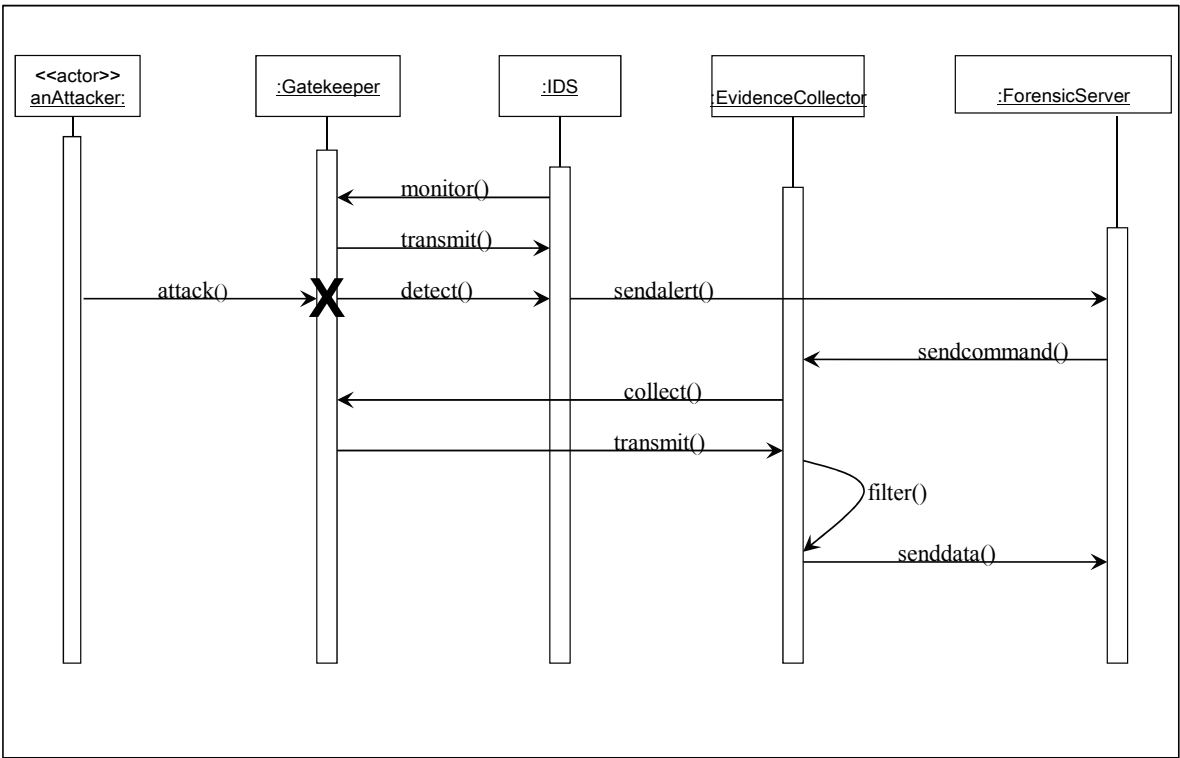 <<actor>>
anAttacker:
:Gatekeeper
:IDS
:EvidenceCollector
:ForensicServer
monitor()
transmit()
attack()
X
detect()
sendalert()
sendcommand()
collect()
transmit()
filter()
senddata()